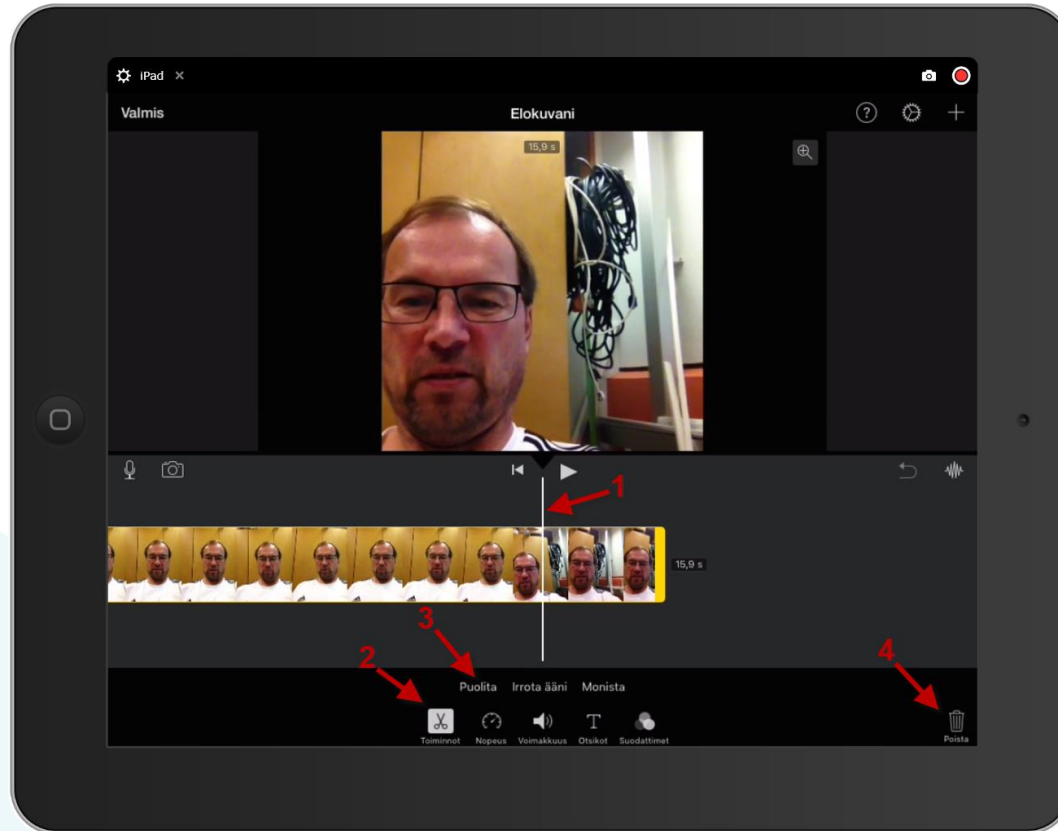 iPad ×
Valmis
Elokuvani
?
15,9 s
1
15,9 s
3
2
4
Puolita Irrota ääni Monista
T
Toiminnot Nopeus Voimakkuus Otsikot Suodattimet
Poista